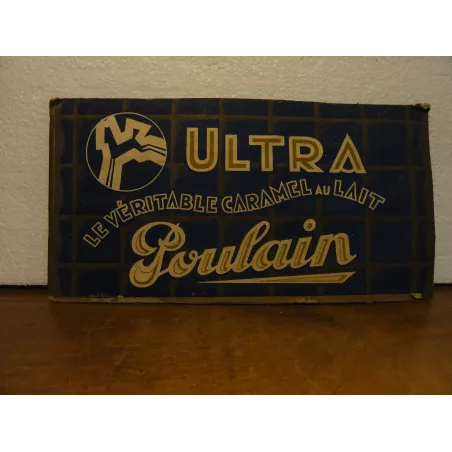 ULTRA
LE VÉRITABLE CARAMEL AU LAIT
Poulain